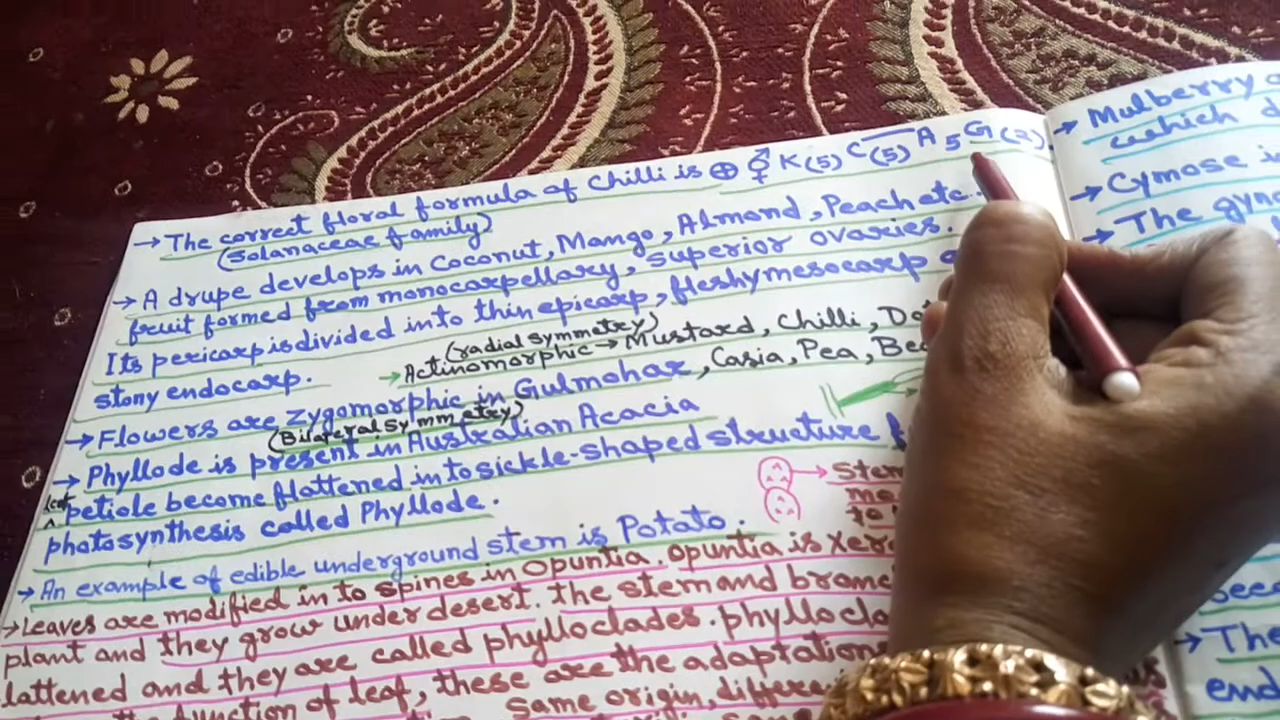 → The correct floral formula of Chilli is ⊕ ⚥ K(5) C(5) A5 G(2).
(Solanaceae family)
→ A drupe develops in Coconut, Mango, Almond, Peach etc.
fruit formed from monocarpellary, superior ovaries.
Its pericarp is divided into thin epicarp, fleshy mesocarp
stony endocarp.
(radial symmetry)
→ Actinomorphic → Mustard, Chilli,
→ Flowers are zygomorphic in Gulmohar, Casia, Pea,
(Bilateral symmetry)
→ Phyllode is present in Australian Acacia
leaf ^ petiole become flattened into sickle-shaped structure
photosynthesis called Phyllode.
→ An example of edible underground stem is Potato.
→ Leaves are modified in to spines in Opuntia. Opuntia is
plant and they grow under desert. The stem and
lattened and they are called phylloclades.
function of leaf, these are the adaptations
Same origin,
→ Stem
me
to
→ Mulberry
which
→ Cymose
→ The
→ The
end